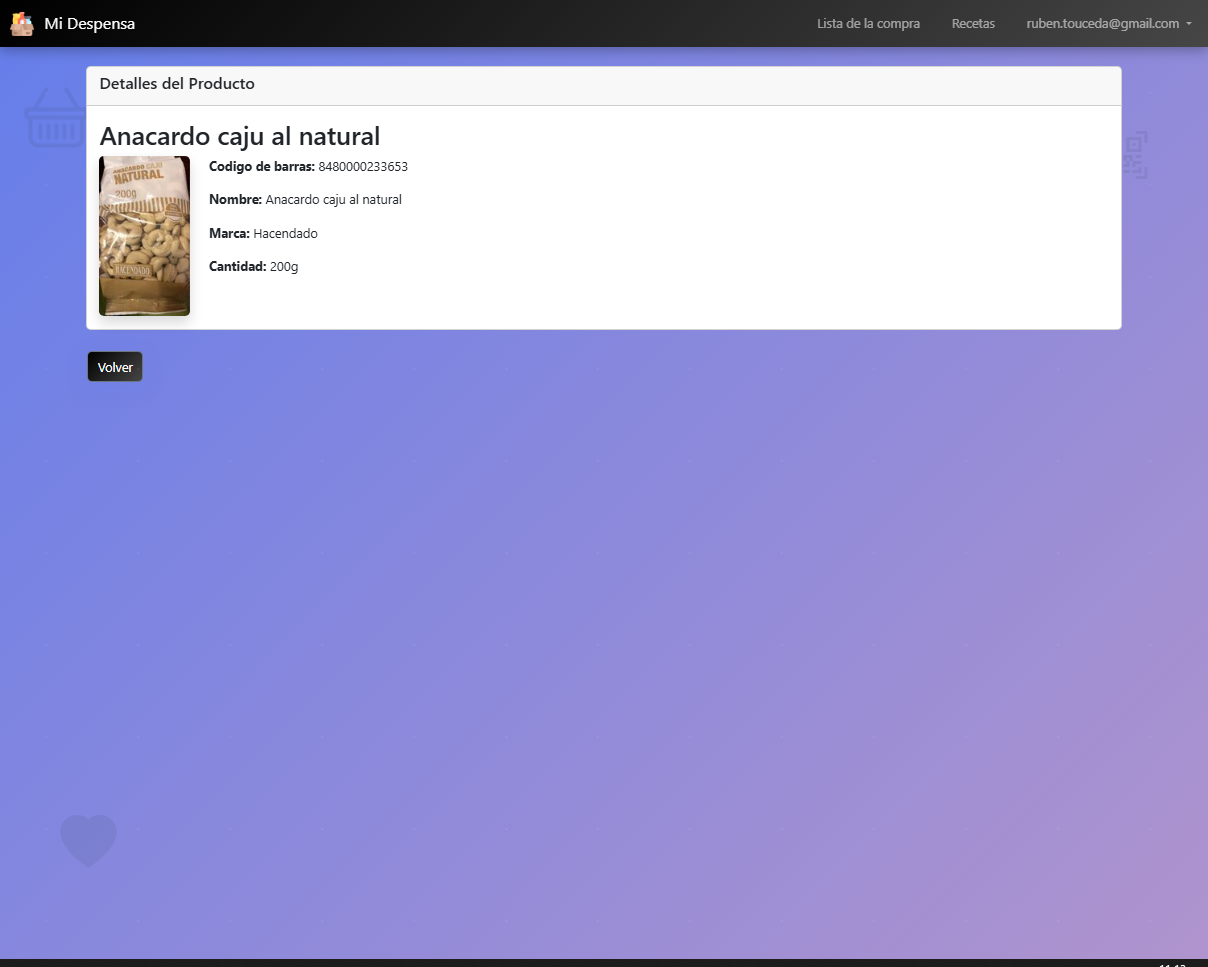 Mi Despensa
Lista de la compra
Recetas
ruben.touceda@gmail.com
Detalles del Producto
Anacardo caju al natural
ANACARDO CAJU
NATURAL
200g
HACENDADO
Codigo de barras: 8480000233653
Nombre: Anacardo caju al natural
Marca: Hacendado
Cantidad: 200g
Volver